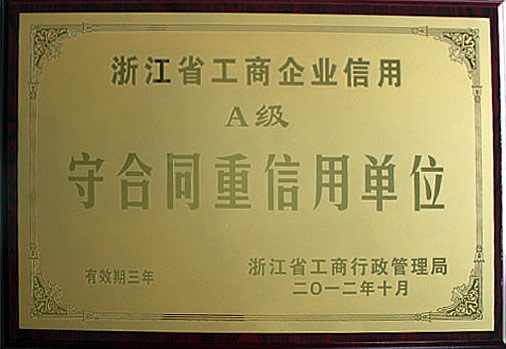 浙江省工商企业信用
A级
守合同重信用单位
有效期三年
浙江省工商行政管理局
二〇一二年十月